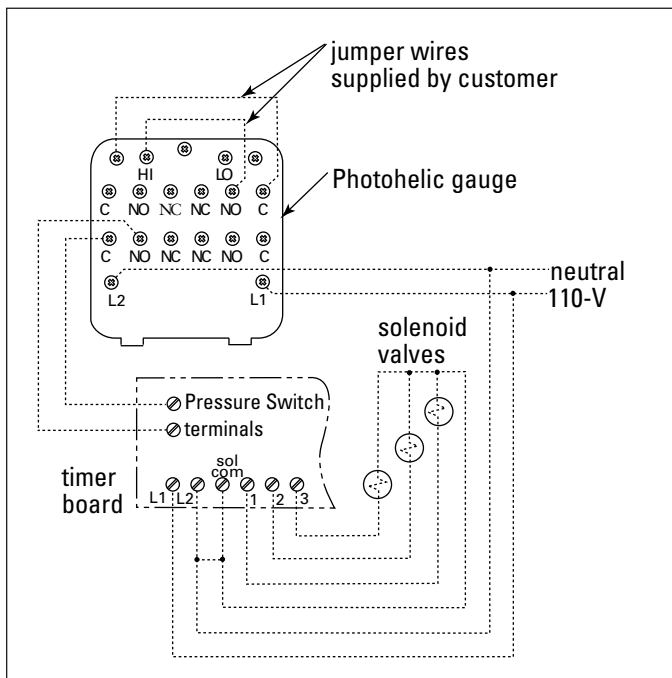 jumper wires
supplied by customer
HI LO
Photohelic gauge
C NO NC NC NO C
C NO NC NC NO C
L2 L1
neutral
110-V
solenoid
valves
Pressure Switch
terminals
timer
board
sol
com
L1 L2 1 2 3